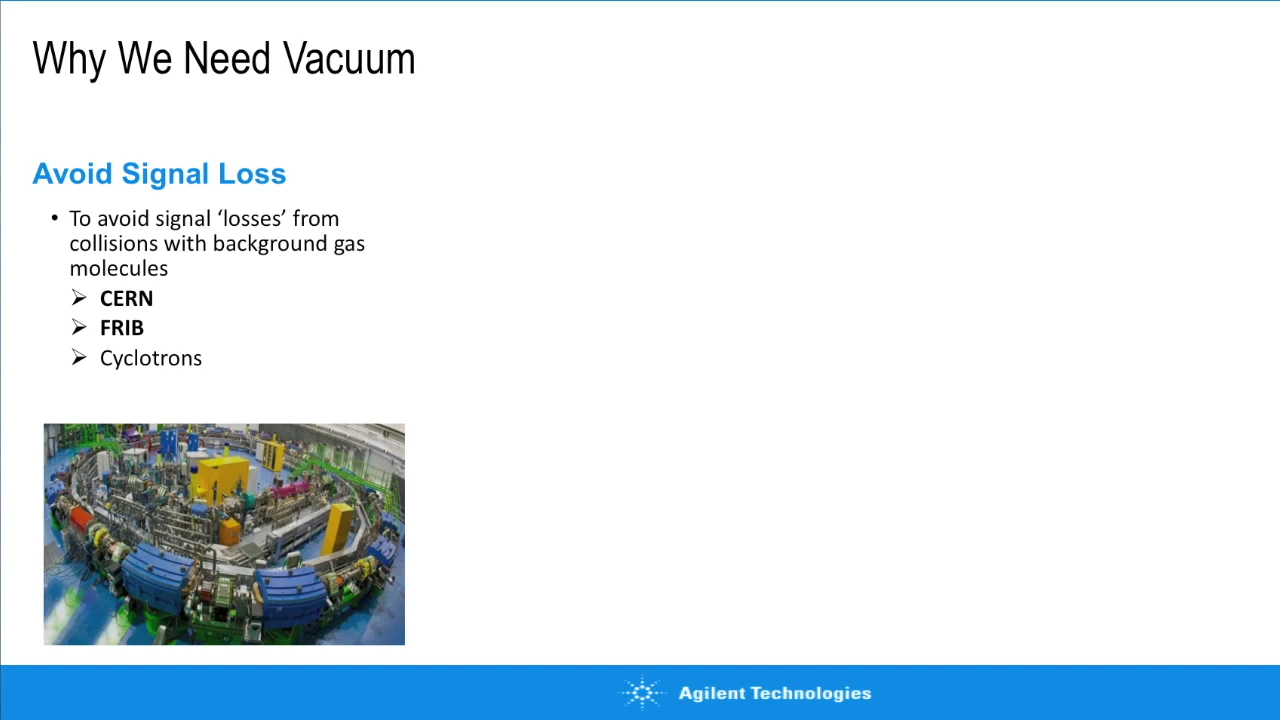 Why We Need Vacuum
Avoid Signal Loss
• To avoid signal ‘losses’ from
collisions with background gas
molecules
➢ CERN
➢ FRIB
➢ Cyclotrons
Agilent Technologies